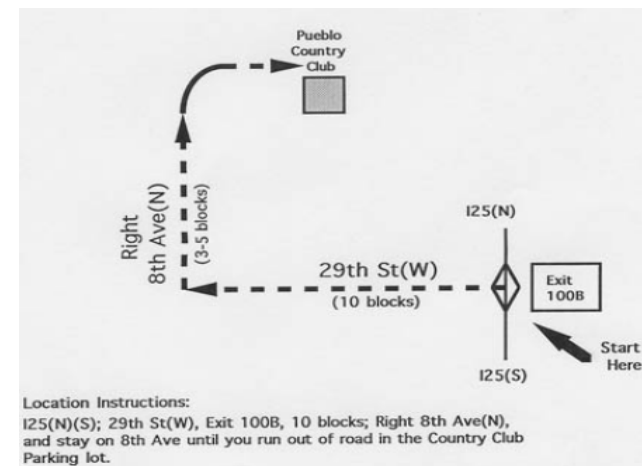 Pueblo
Country
Club
Right
8th Ave(N)
(3-5 blocks)
I25(N)
29th St(W)
(10 blocks)
Exit
100B
Start
Here
I25(S)
Location Instructions:
I25(N)(S); 29th St(W), Exit 100B, 10 blocks; Right 8th Ave(N),
and stay on 8th Ave until you run out of road in the Country Club
Parking lot.